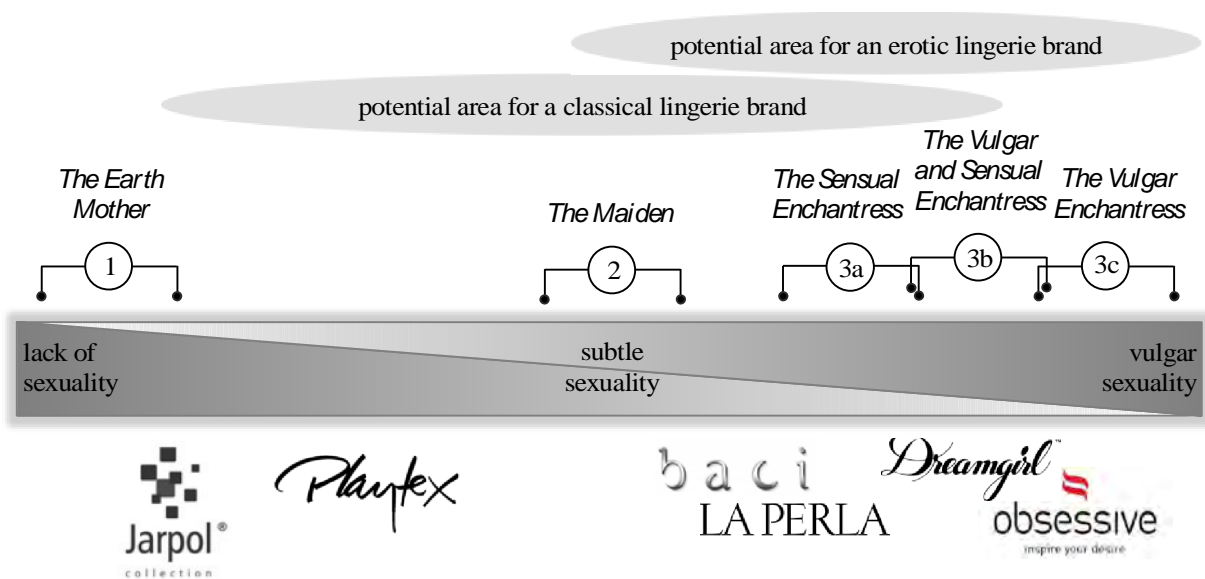 potential area for an erotic lingerie brand
potential area for a classical lingerie brand
The Earth
Mother
The Maiden
The Sensual
Enchantress
The Vulgar
and Sensual
Enchantress
The Vulgar
Enchantress
1
2
3a
3b
3c
lack of
sexuality
subtle
sexuality
vulgar
sexuality
Jarpol®
collection
Playtex
baci
LA PERLA
Dreamgirl™
obsessive
inspire your desire